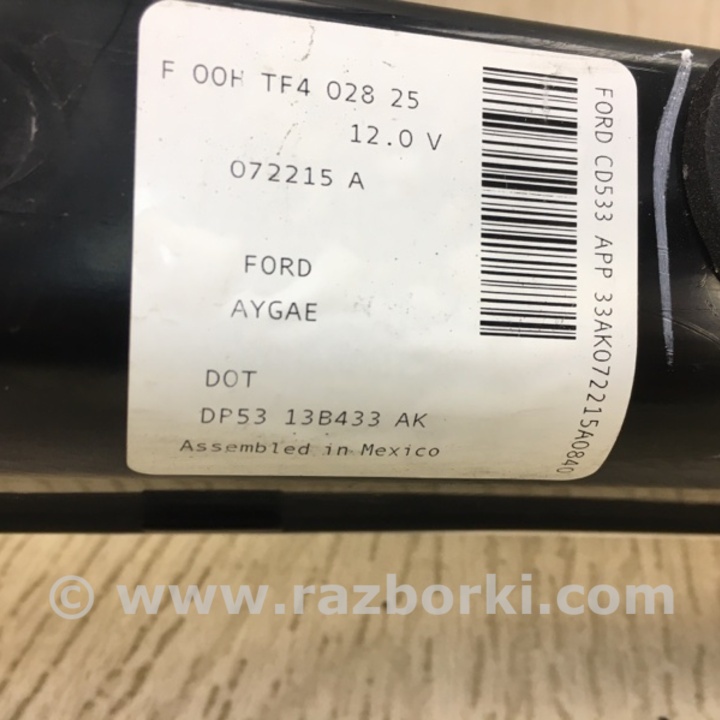 F 00H TF4 028 25
12.0 V
072215 A
FORD
AYGAE
DOT
DP53 13B433 AK
Assembled in Mexico
FORD CD533 APP 33AK072215A0840
© www.razborki.com